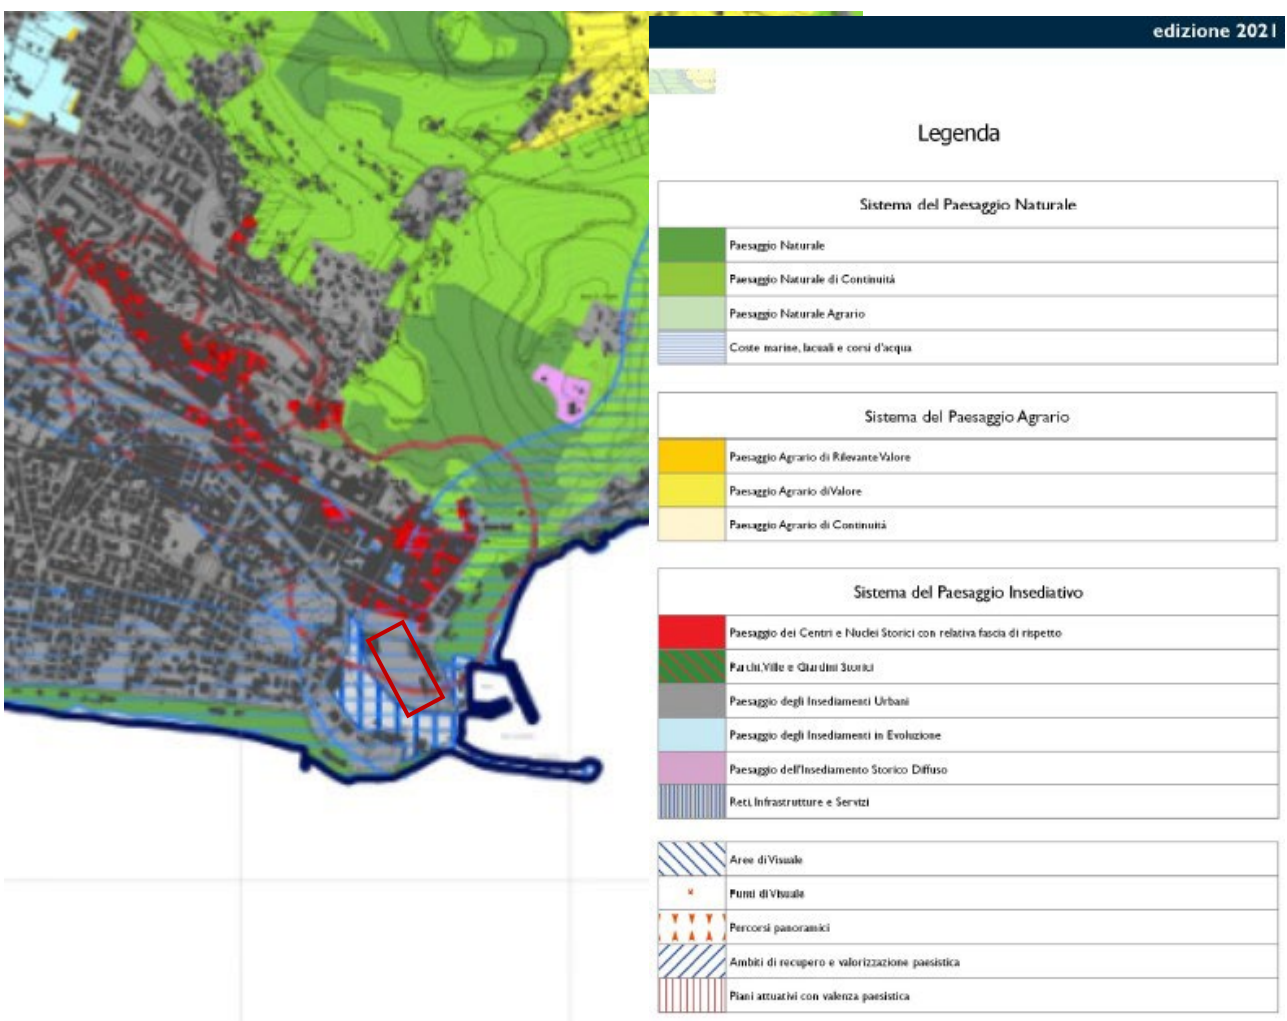 edizione 2021
Legenda
Sistema del Paesaggio Naturale
Paesaggio Naturale
Paesaggio Naturale di Continuità
Paesaggio Naturale Agrario
Coste marine, lacuali e corsi d'acqua
Sistema del Paesaggio Agrario
Paesaggio Agrario di Rilevante Valore
Paesaggio Agrario di Valore
Paesaggio Agrario di Continuità
Sistema del Paesaggio Insediativo
Paesaggio dei Centri e Nuclei Storici con relativa fascia di rispetto
Parchi, Ville e Giardini Storici
Paesaggio degli Insediamenti Urbani
Paesaggio degli Insediamenti in Evoluzione
Paesaggio dell'Insediamento Storico Diffuso
Reti, Infrastrutture e Servizi
Aree di Visuale
Punti di Visuale
Percorsi panoramici
Ambiti di recupero e valorizzazione paesistica
Piani attuativi con valenza paesistica